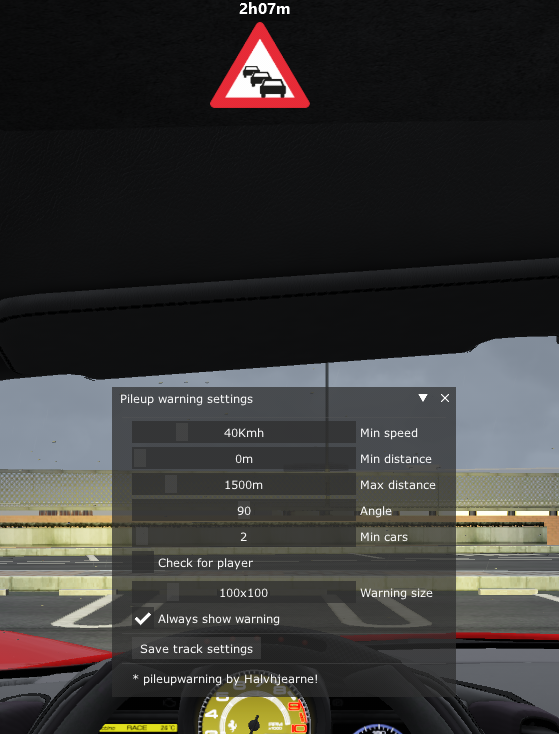 2h07m
Pileup warning settings
40Kmh Min speed
0m Min distance
1500m Max distance
90 Angle
2 Min cars
Check for player
100x100 Warning size
Always show warning
Save track settings
* pileupwarning by Halvhjearne!
RACE 26°C